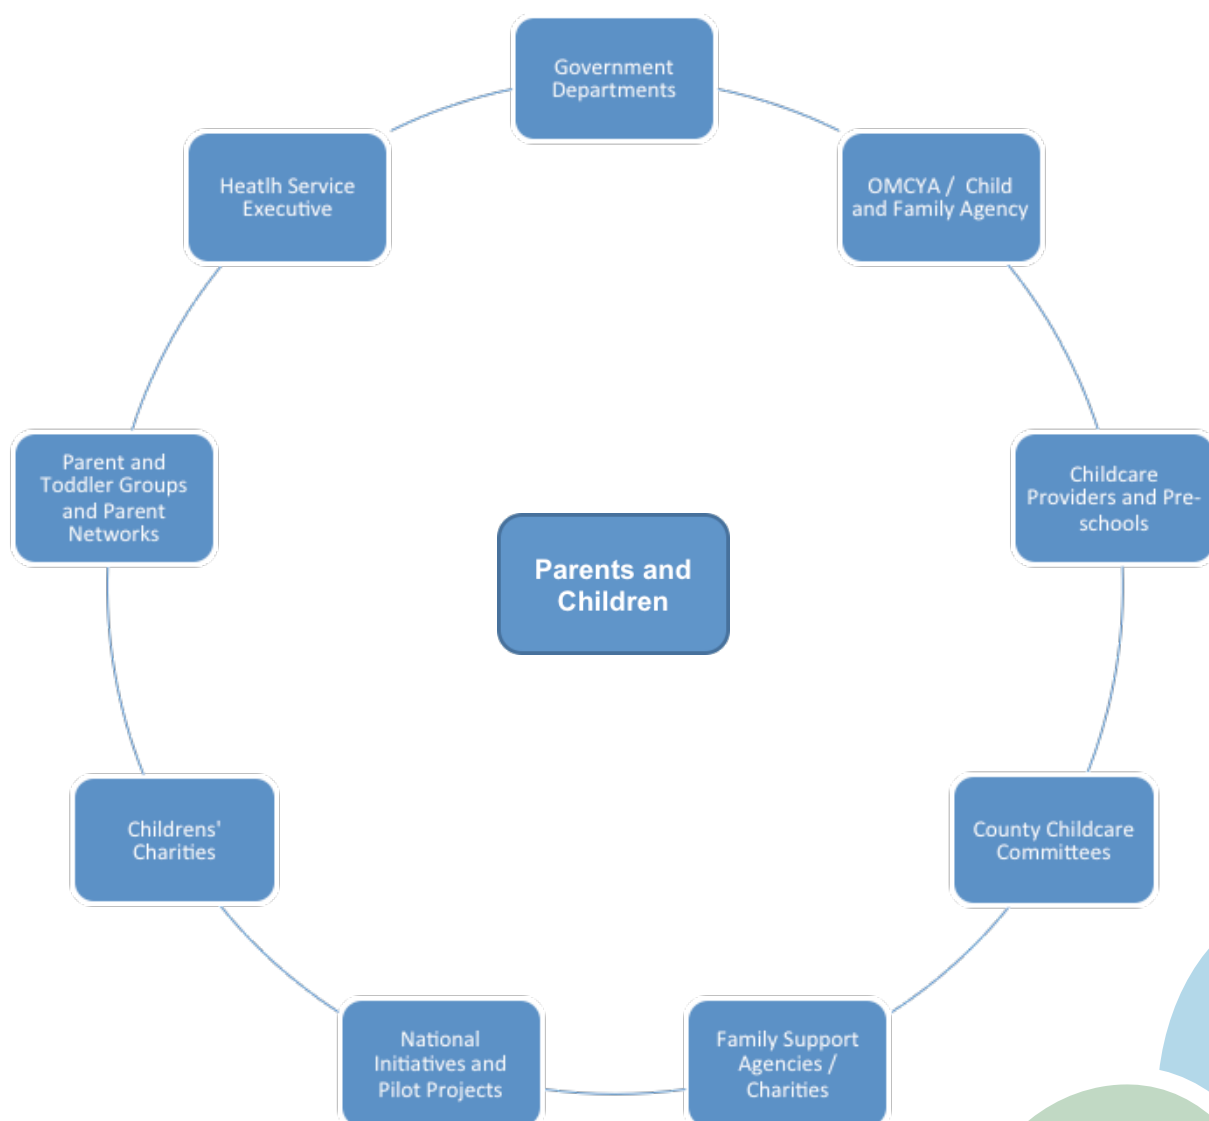 Government
Departments
Heatlh Service
Executive
OMCYA /  Child
and Family Agency
Parent and
Toddler Groups
and Parent
Networks
Childcare
Providers and Pre-
schools
Parents and
Children
Childrens'
Charities
County Childcare
Committees
National
Initiatives and
Pilot Projects
Family Support
Agencies /
Charities